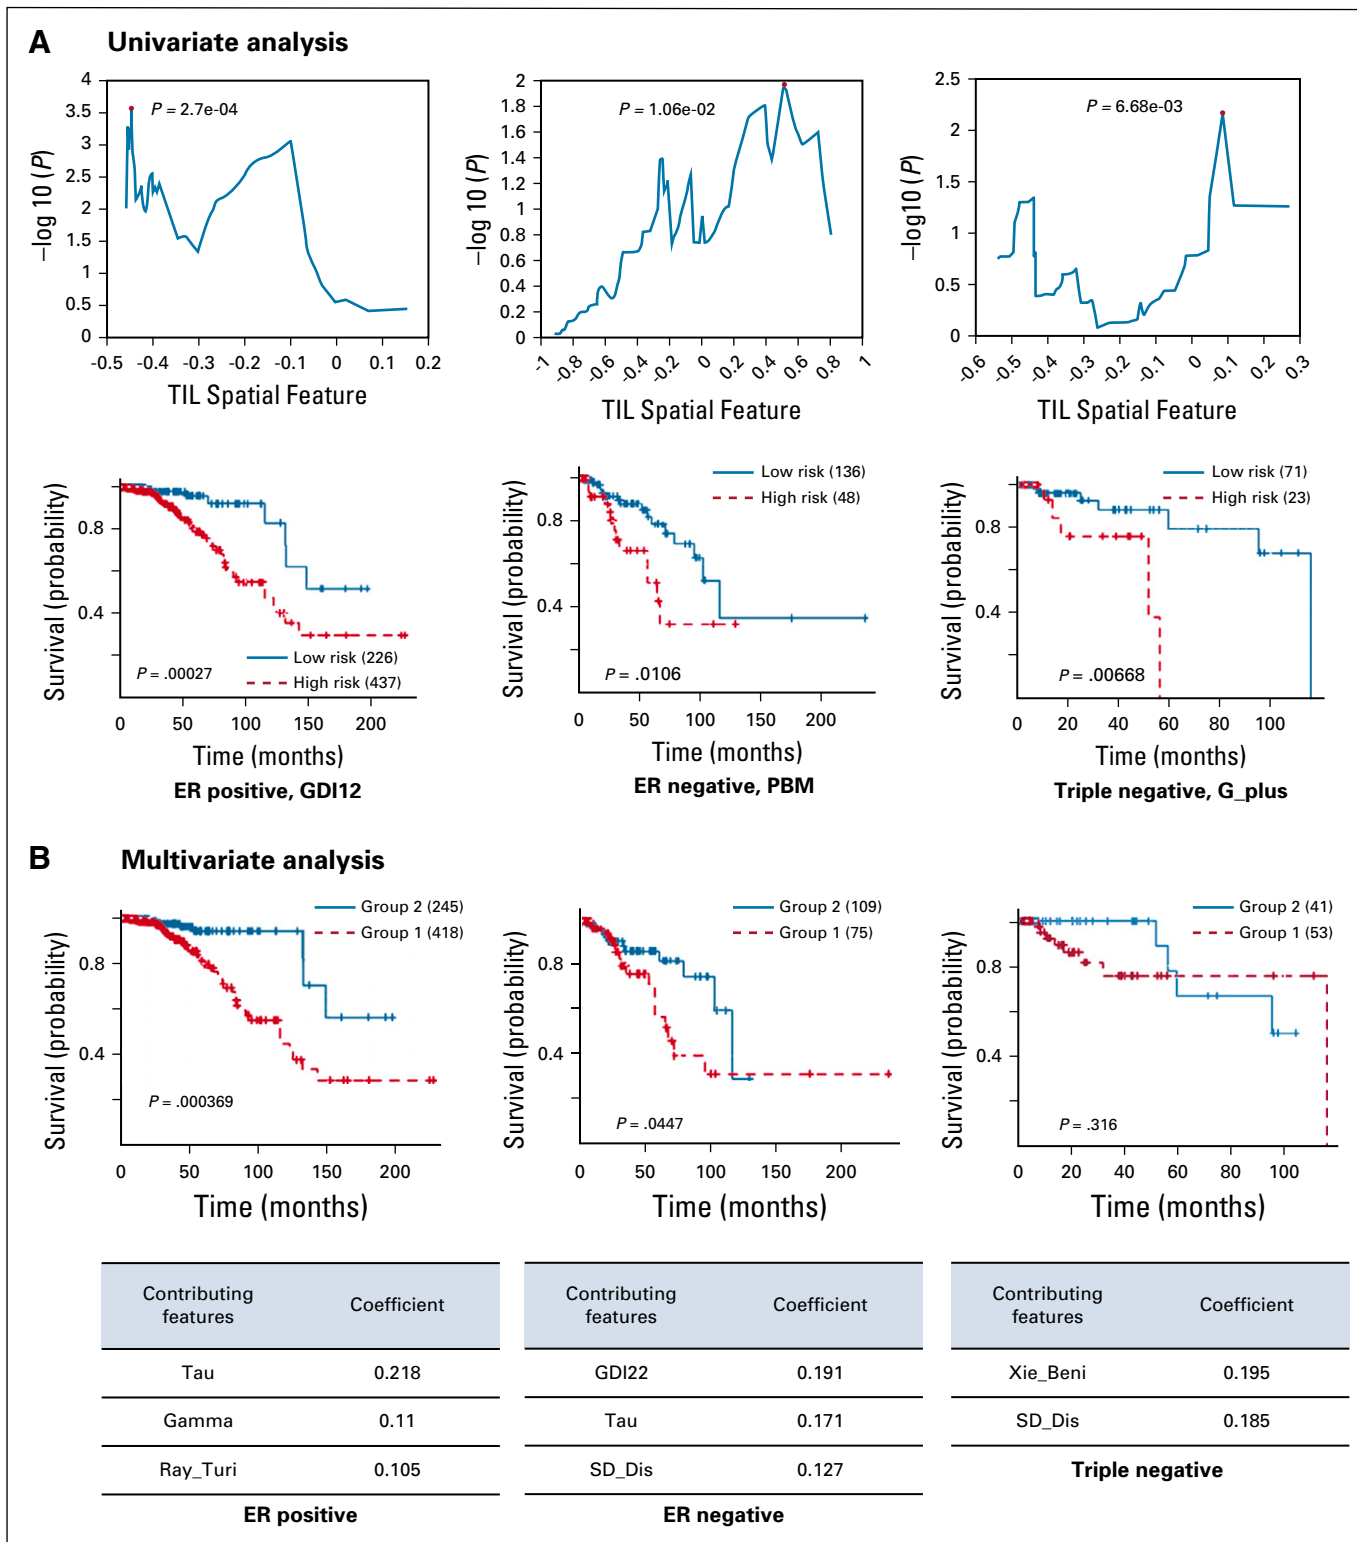 A Univariate analysis
4
3.5
3
2.5
2
1.5
1
0.5
0
–log 10 (P)
P = 2.7e-04
-0.5 -0.4 -0.3 -0.2 -0.1 0 0.1 0.2
TIL Spatial Feature
2
1.8
1.6
1.4
1.2
1
0.8
0.6
0.4
0.2
0
–log 10 (P)
P = 1.06e-02
-1 -0.8 -0.6 -0.4 -0.2 0 0.2 0.4 0.6 0.8 1
TIL Spatial Feature
2.5
2
1.5
1
0.5
0
–log10 (P)
P = 6.68e-03
-0.6 -0.5 -0.4 -0.3 -0.2 -0.1 0 -0.1 0.2 0.3
TIL Spatial Feature
Survival (probability)
0.8
0.4
P = .00027
Low risk (226)
High risk (437)
0 50 100 150 200
Time (months)
ER positive, GDI12
Survival (probability)
0.8
0.4
Low risk (136)
High risk (48)
P = .0106
0 50 100 150 200
Time (months)
ER negative, PBM
Survival (probability)
0.8
0.4
Low risk (71)
High risk (23)
P = .00668
0 20 40 60 80 100
Time (months)
Triple negative, G_plus
B Multivariate analysis
Survival (probability)
0.8
0.4
Group 2 (245)
Group 1 (418)
P = .000369
0 50 100 150 200
Time (months)
Survival (probability)
0.8
0.4
Group 2 (109)
Group 1 (75)
P = .0447
0 50 100 150 200
Time (months)
Survival (probability)
0.8
0.4
Group 2 (41)
Group 1 (53)
P = .316
0 20 40 60 80 100
Time (months)
Contributing
features
Coefficient
Tau 0.218
Gamma 0.11
Ray_Turi 0.105
ER positive
Contributing
features
Coefficient
GDI22 0.191
Tau 0.171
SD_Dis 0.127
ER negative
Contributing
features
Coefficient
Xie_Beni 0.195
SD_Dis 0.185
Triple negative